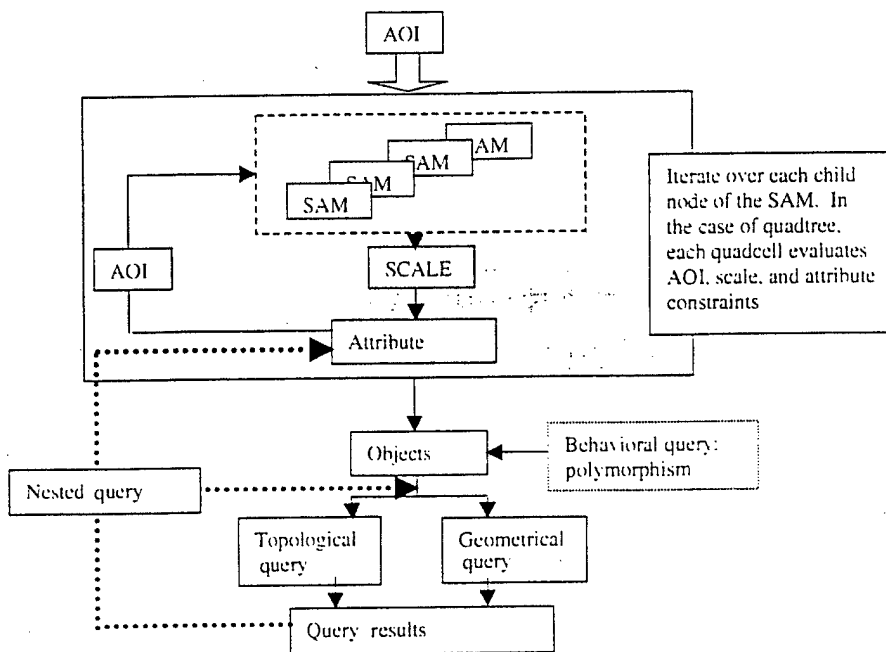 AOI
AM
SAM
SAM
SAM
Iterate over each child
node of the SAM. In
the case of quadtree,
each quadcell evaluates
AOI, scale, and attribute
constraints
AOI
SCALE
Attribute
Objects
Behavioral query:
polymorphism
Nested query
Topological
query
Geometrical
query
Query results